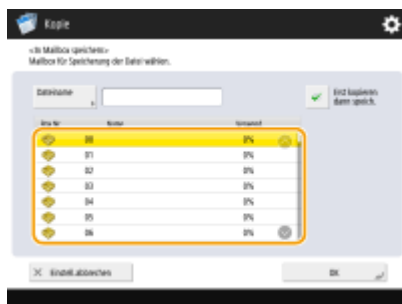 Kopie
<In Mailbox speichern>
Mailbox für Speicherung der Datei wählen.
Dateiname
Erst kopieren
dann speich.
Box-Nr. Name
00 0%
01 0%
02 0%
03 0%
04 0%
05 0%
06 0%
Einstell. abbrechen OK